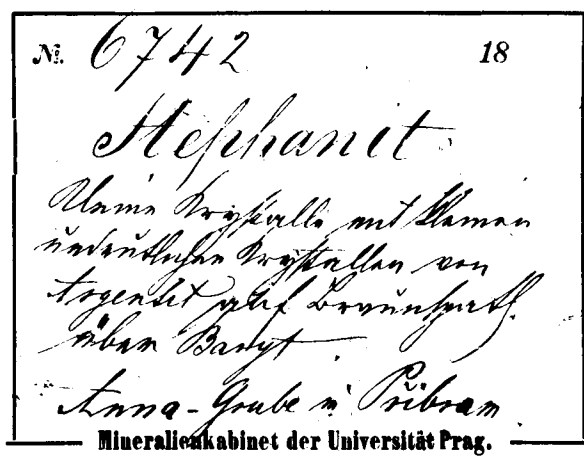 №. 6742 18
Stephanit
Kleine Krystalle mit kleinen
undeutlichen Krystallen von
Argentit auf Braunspath.
über Baryt.
Anna-Grube in Přibram
Mineralienkabinet der Universität Prag.